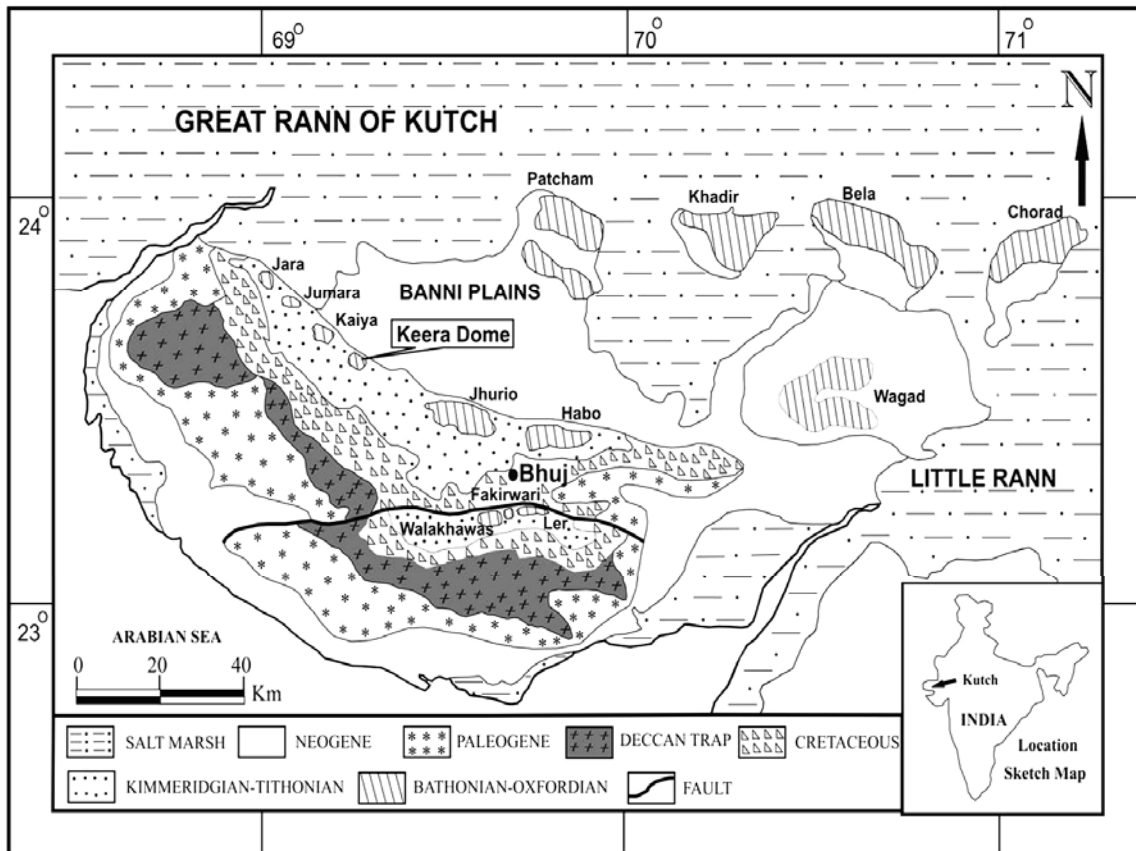 69°
70°
71°
N
GREAT RANN OF KUTCH
24°
Patcham
Khadir
Bela
Chorad
Jara
Jumara
BANNI PLAINS
Kaiya
Keera Dome
Jhurio
Habo
Wagad
Bhuj
LITTLE RANN
Fakirwari
Walakhawas
Ler.
23°
ARABIAN SEA
0 20 40
Km
SALT MARSH
NEOGENE
PALEOGENE
DECCAN TRAP
CRETACEOUS
KIMMERIDGIAN-TITHONIAN
BATHONIAN-OXFORDIAN
FAULT
Kutch
INDIA
Location
Sketch Map